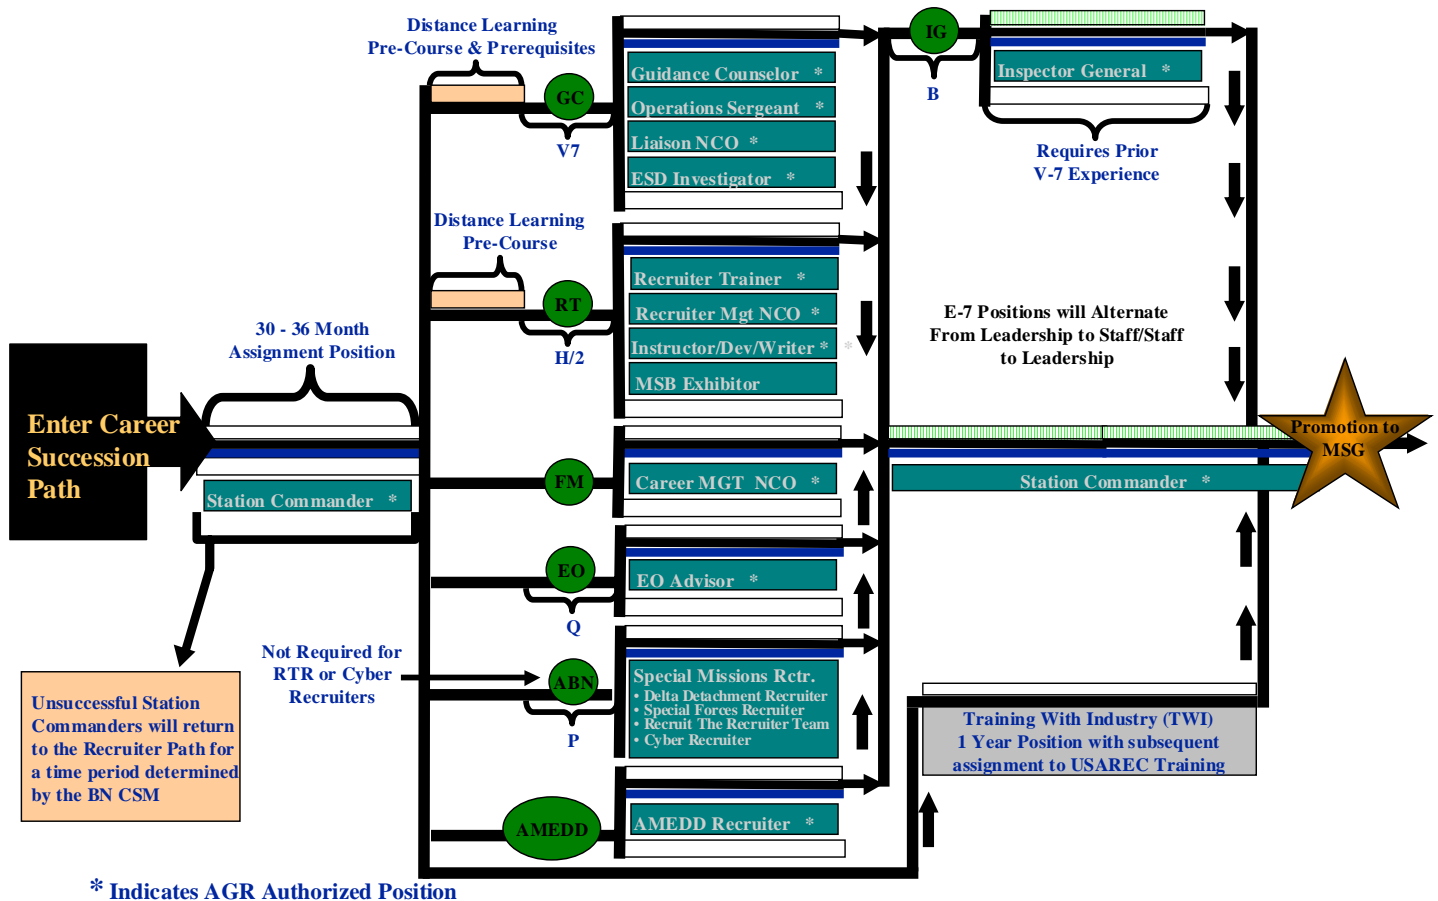 Distance Learning
Pre-Course & Prerequisites
GC
V7
Guidance Counselor *
Operations Sergeant *
Liaison NCO *
ESD Investigator *
IG
B
Inspector General *
Requires Prior
V-7 Experience
Distance Learning
Pre-Course
RT
H/2
Recruiter Trainer *
Recruiter Mgt NCO *
Instructor/Dev/Writer * *
MSB Exhibitor
E-7 Positions will Alternate
From Leadership to Staff/Staff
to Leadership
30 - 36 Month
Assignment Position
Enter Career
Succession
Path
Station Commander *
FM
Career MGT NCO *
Station Commander *
Promotion to
MSG
EO
Q
EO Advisor *
Not Required for
RTR or Cyber
Recruiters
ABN
P
Special Missions Rctr.
• Delta Detachment Recruiter
• Special Forces Recruiter
• Recruit The Recruiter Team
• Cyber Recruiter
Unsuccessful Station
Commanders will return
to the Recruiter Path for
a time period determined
by the BN CSM
Training With Industry (TWI)
1 Year Position with subsequent
assignment to USAREC Training
AMEDD
AMEDD Recruiter *
* Indicates AGR Authorized Position